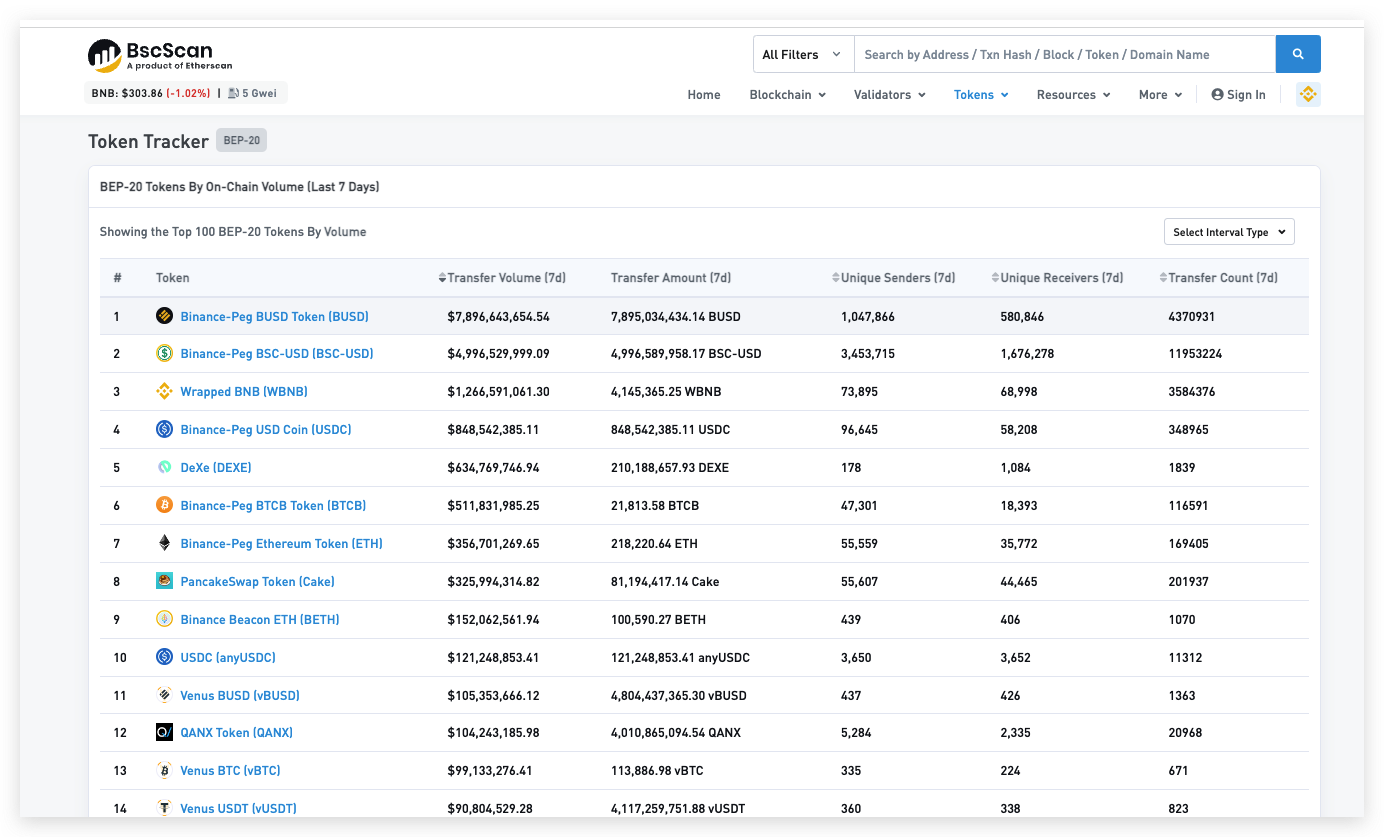 BscScan
A product of Etherscan
All Filters
Search by Address / Txn Hash / Block / Token / Domain Name
BNB: $303.86 (-1.02%) | 5 Gwei
Home Blockchain Validators Tokens Resources More Sign In
Token Tracker BEP-20
BEP-20 Tokens By On-Chain Volume (Last 7 Days)
Showing the Top 100 BEP-20 Tokens By Volume
Select Interval Type
# Token Transfer Volume (7d) Transfer Amount (7d) Unique Senders (7d) Unique Receivers (7d) Transfer Count (7d)
1 Binance-Peg BUSD Token (BUSD) $7,896,643,654.54 7,895,034,434.14 BUSD 1,047,866 580,846 4370931
2 Binance-Peg BSC-USD (BSC-USD) $4,996,529,999.09 4,996,589,958.17 BSC-USD 3,453,715 1,676,278 11953224
3 Wrapped BNB (WBNB) $1,266,591,061.30 4,145,365.25 WBNB 73,895 68,998 3584376
4 Binance-Peg USD Coin (USDC) $848,542,385.11 848,542,385.11 USDC 96,645 58,208 348965
5 DeXe (DEXE) $634,769,746.94 210,188,657.93 DEXE 178 1,084 1839
6 Binance-Peg BTCB Token (BTCB) $511,831,985.25 21,813.58 BTCB 47,301 18,393 116591
7 Binance-Peg Ethereum Token (ETH) $356,701,269.65 218,220.64 ETH 55,559 35,772 169405
8 PancakeSwap Token (Cake) $325,994,314.82 81,194,417.14 Cake 55,607 44,465 201937
9 Binance Beacon ETH (BETH) $152,062,561.94 100,590.27 BETH 439 406 1070
10 USDC (anyUSDC) $121,248,853.41 121,248,853.41 anyUSDC 3,650 3,652 11312
11 Venus BUSD (vBUSD) $105,353,666.12 4,804,437,365.30 vBUSD 437 426 1363
12 QANX Token (QANX) $104,243,185.98 4,010,865,094.54 QANX 5,284 2,335 20968
13 Venus BTC (vBTC) $99,133,276.41 113,886.98 vBTC 335 224 671
14 Venus USDT (vUSDT) $90,804,529.28 4,117,259,751.88 vUSDT 360 338 823